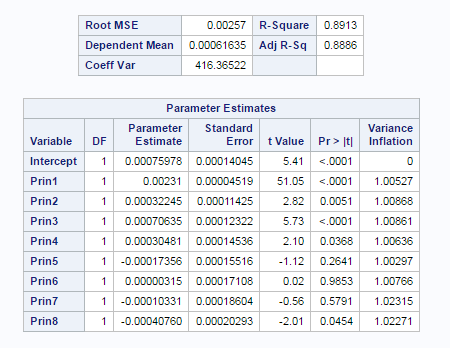 Root MSE 0.00257 R-Square 0.8913
Dependent Mean 0.00061635 Adj R-Sq 0.8886
Coeff Var 416.36522
Parameter Estimates
Parameter Standard Variance
Variable DF Estimate Error t Value Pr > |t| Inflation
Intercept 1 0.00075978 0.00014045 5.41 <.0001 0
Prin1 1 0.00231 0.00004519 51.05 <.0001 1.00527
Prin2 1 0.00032245 0.00011425 2.82 0.0051 1.00868
Prin3 1 0.00070635 0.00012322 5.73 <.0001 1.00861
Prin4 1 0.00030481 0.00014536 2.10 0.0368 1.00636
Prin5 1 -0.00017356 0.00015516 -1.12 0.2641 1.00297
Prin6 1 0.00000315 0.00017108 0.02 0.9853 1.00766
Prin7 1 -0.00010331 0.00018604 -0.56 0.5791 1.02315
Prin8 1 -0.00040760 0.00020293 -2.01 0.0454 1.02271